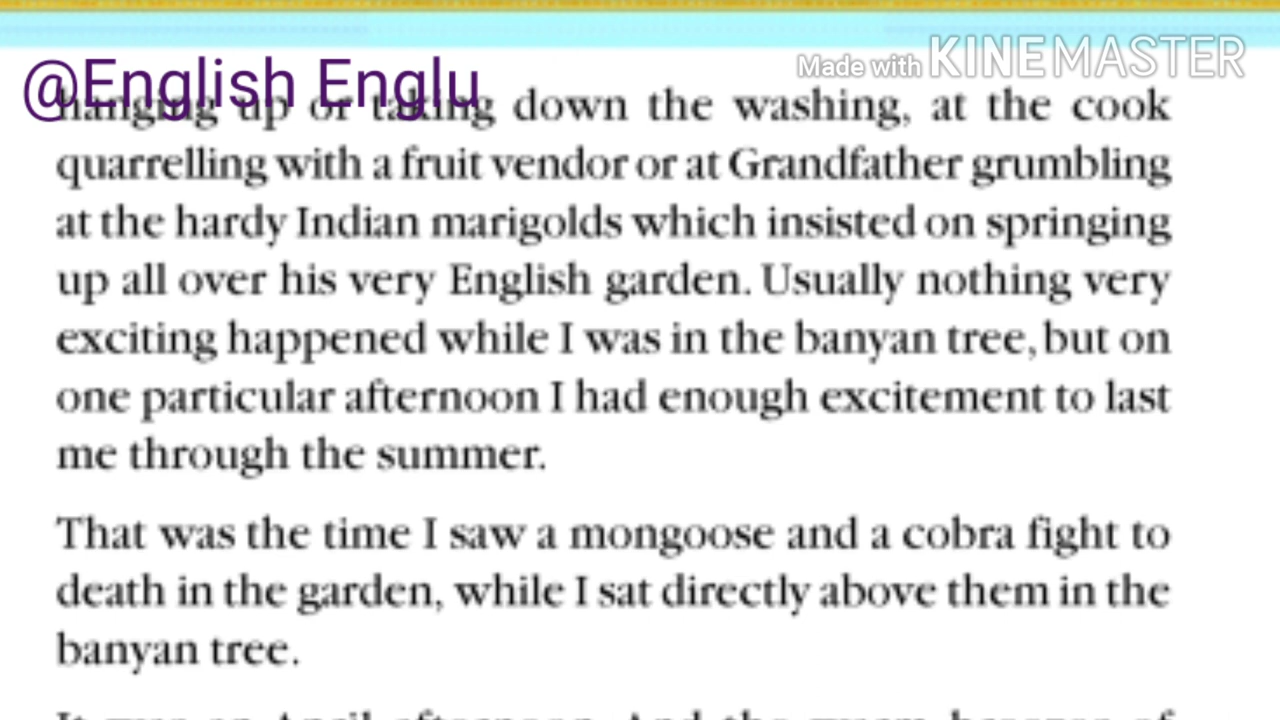 Made with KINEMASTER
@English Englu
hanging up or taking down the washing, at the cook
quarrelling with a fruit vendor or at Grandfather grumbling
at the hardy Indian marigolds which insisted on springing
up all over his very English garden. Usually nothing very
exciting happened while I was in the banyan tree, but on
one particular afternoon I had enough excitement to last
me through the summer.
That was the time I saw a mongoose and a cobra fight to
death in the garden, while I sat directly above them in the
banyan tree.